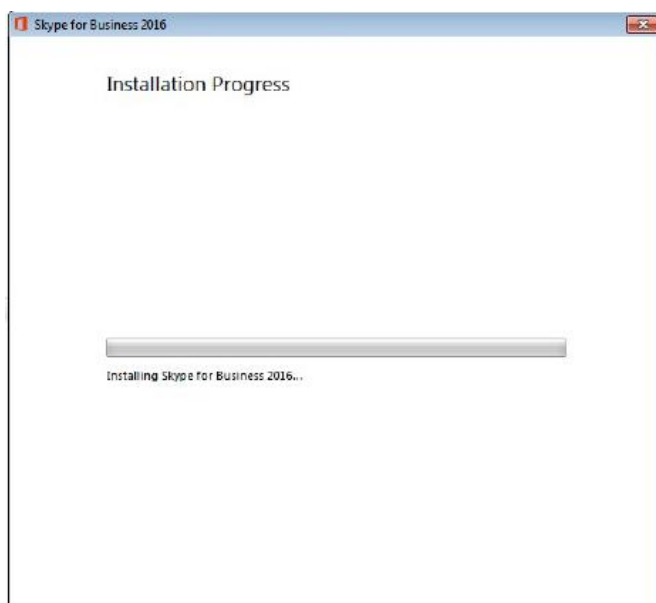 Skype for Business 2016
Installation Progress
Installing Skype for Business 2016...